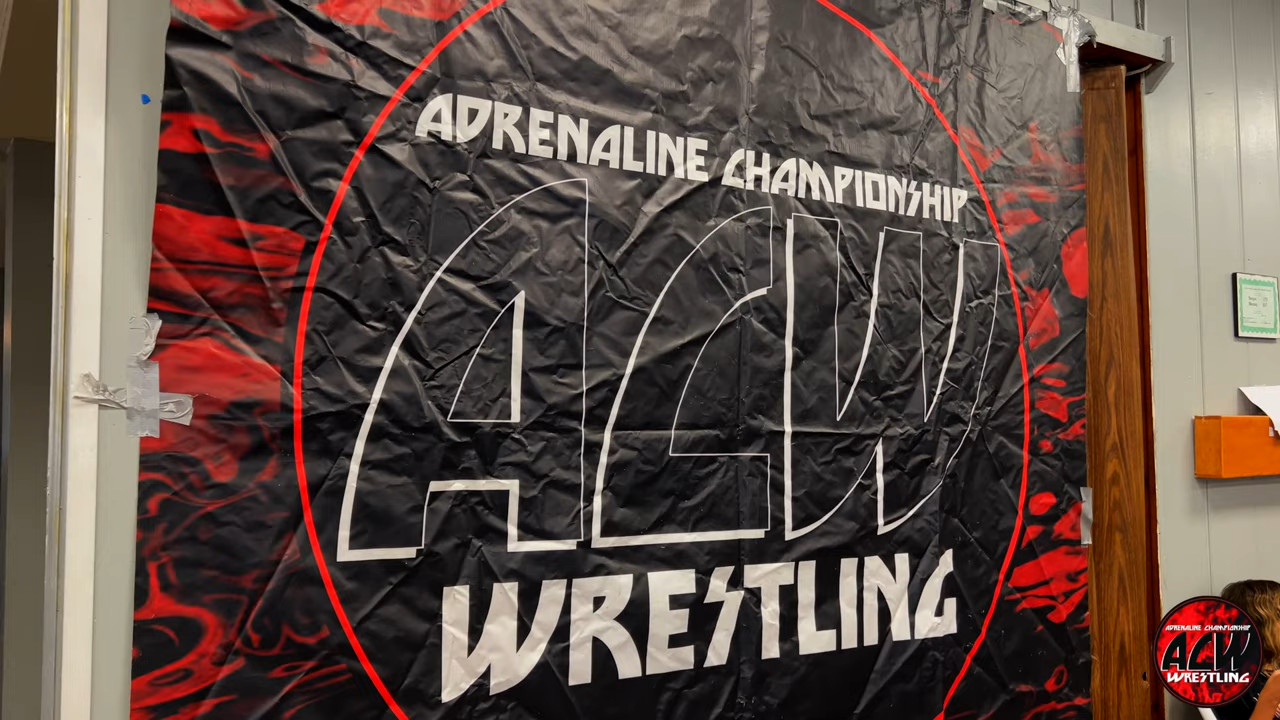 ADRENALINE CHAMPIONSHIP
ACW
WRESTLING
ADRENALINE CHAMPIONSHIP
ACW
WRESTLING